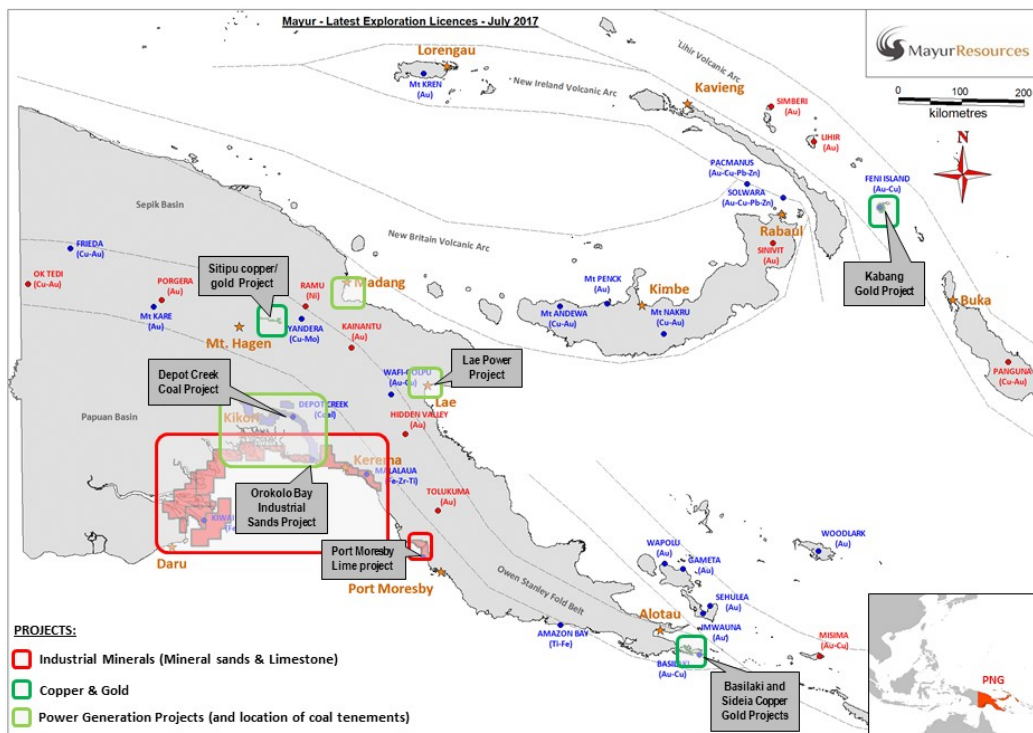 Mayur - Latest Exploration Licences - July 2017
MayurResources
0 100 200
kilometres
N
Lorengau
Mt KREN
(Au)
New Ireland Volcanic Arc
Lihir Volcanic Arc
Kavieng
SIMBERI
(Au)
LIHIR
(Au)
PACMANUS
(Au-Cu-Pb-Zn)
SOLWARA
(Au-Cu-Pb-Zn)
FENI ISLAND
(Au-Cu)
Rabaul
SINIVIT
(Au)
Kabang
Gold Project
Sepik Basin
New Britain Volcanic Arc
FRIEDA
(Cu-Au)
OK TEDI
(Cu-Au)
PORGERA
(Au)
Mt KARE
(Au)
Sitipu copper/
gold Project
Mt. Hagen
RAMU
(Ni)
YANDERA
(Cu-Mo)
Madang
KAINANTU
(Au)
Mt PENCK
(Au)
Mt ANDEWA
(Cu-Au)
Kimbe
Mt NAKRU
(Cu-Au)
Buka
PANGUNA
(Cu-Au)
Depot Creek
Coal Project
Lae Power
Project
WAFI-GOLPU
(Au-Cu)
Lae
Papuan Basin
Kikori
DEPOT CREEK
(Coal)
HIDDEN VALLEY
(Au)
Kerema
MALALAUA
(Fe-Zr-Ti)
Orokolo Bay
Industrial
Sands Project
TOLUKUMA
(Au)
KIWAI
Daru
Port Moresby
Lime project
Port Moresby
Owen Stanley Fold Belt
WOODLARK
(Au)
WAPOLU
(Au)
GAMETA
(Au)
SEHULEA
(Au)
IMWAUNA
(Au)
Alotau
AMAZON BAY
(Ti-Fe)
BASILAKI
(Au-Cu)
MISIMA
(Au-Cu)
Basilaki and
Sideia Copper
Gold Projects
PNG
PROJECTS:
Industrial Minerals (Mineral sands & Limestone)
Copper & Gold
Power Generation Projects (and location of coal tenements)